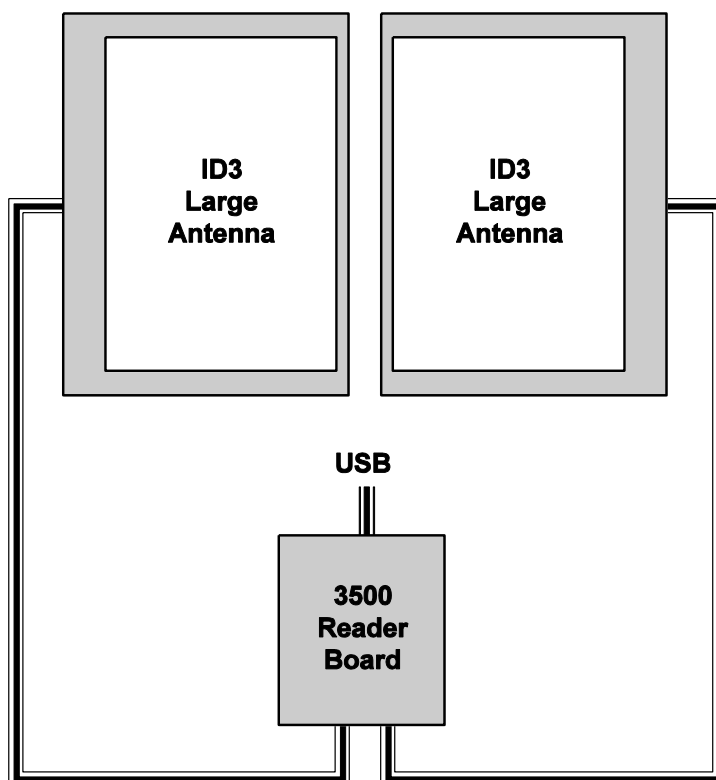 ID3
Large
Antenna
ID3
Large
Antenna
USB
3500
Reader
Board